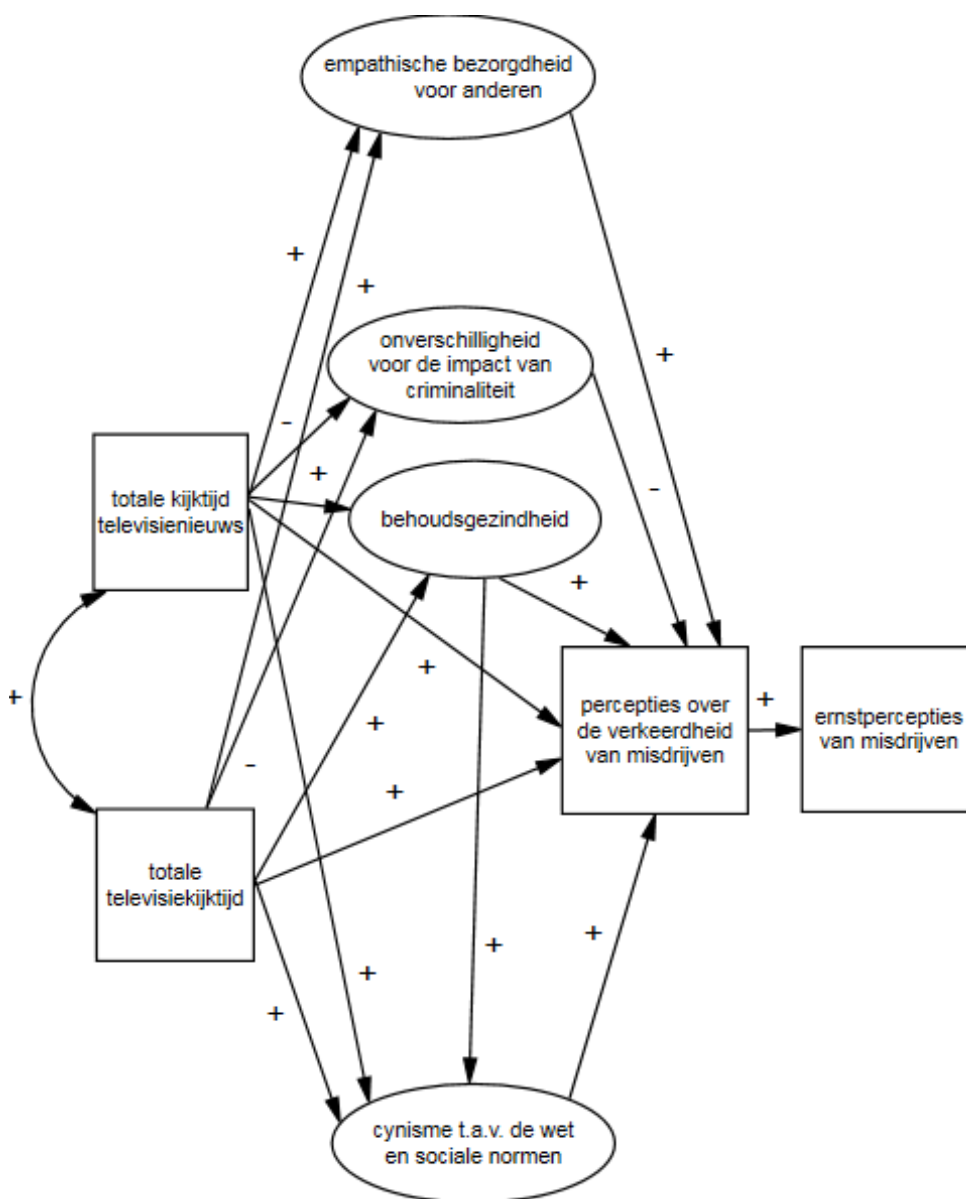 empathische bezorgdheid
voor anderen
+
+
onverschilligheid
voor de impact van
criminaliteit
+
-
+
totale kijktijd
televisienieuws
behoudsgezindheid
-
+
+
+
+
percepties over
de verkeerdheid
van misdrijven
+
ernstpercepties
van misdrijven
+
-
+
totale
televisiekijktijd
+
+
+
+
cynisme t.a.v. de wet
en sociale normen